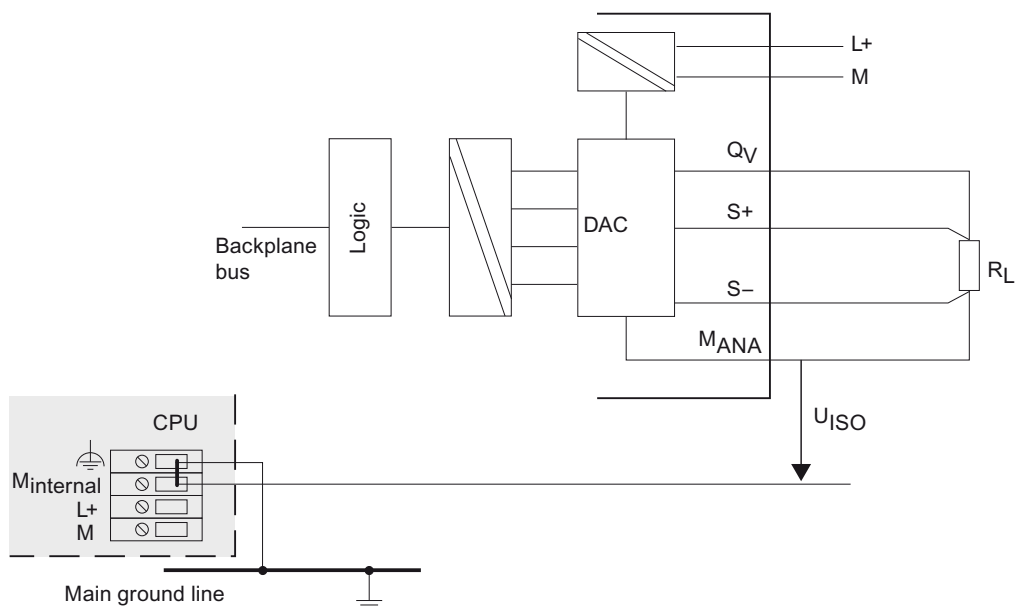 L+
M
QV
S+
DAC
Logic
Backplane
bus
RL
S–
MANA
UISO
CPU
Minternal
L+
M
Main ground line